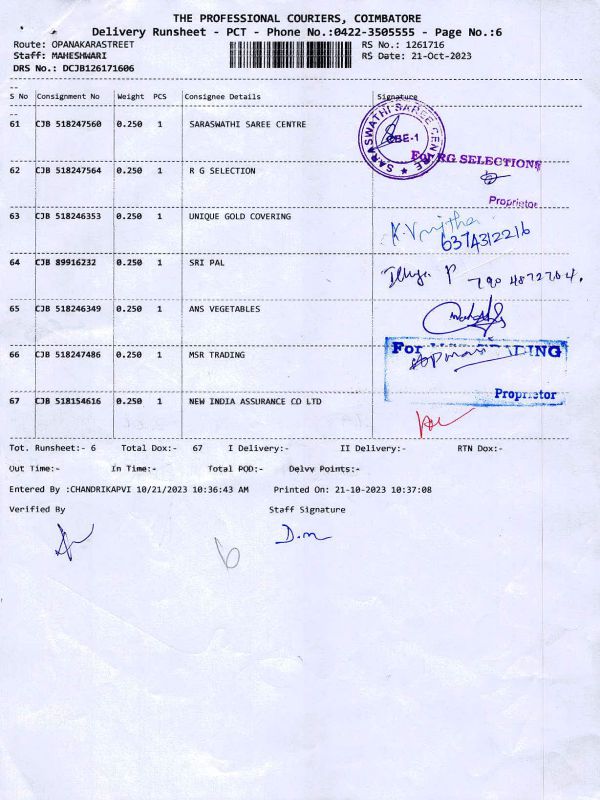 THE PROFESSIONAL COURIERS, COIMBATORE
Delivery Runsheet - PCT - Phone No.:0422-3505555 - Page No.:6
Route: OPANAKARASTREET
RS No.: 1261716
Staff: MAHESHWARI
RS Date: 21-Oct-2023
DRS No.: DCJB126171606
S No Consignment No Weight PCS Consignee Details Signature
61 CJB 518247560 0.250 1 SARASWATHI SAREE CENTRE
SARASWATHI SAREE CENTRE
CBE-1
For RG SELECTIONS
62 CJB 518247564 0.250 1 R G SELECTION
Proprietor
63 CJB 518246353 0.250 1 UNIQUE GOLD COVERING
6374312216
64 CJB 89916232 0.250 1 SRI PAL
P 790 4872704.
65 CJB 518246349 0.250 1 ANS VEGETABLES
66 CJB 518247486 0.250 1 MSR TRADING
For
Proprietor
67 CJB 518154616 0.250 1 NEW INDIA ASSURANCE CO LTD
Tot. Runsheet:- 6 Total Dox:- 67 I Delivery:- II Delivery:- RTN Dox:-
Out Time:- In Time:- Total POD:- Delvy Points:-
Entered By :CHANDRIKAPVI 10/21/2023 10:36:43 AM Printed On: 21-10-2023 10:37:08
Verified By Staff Signature
6 D.m